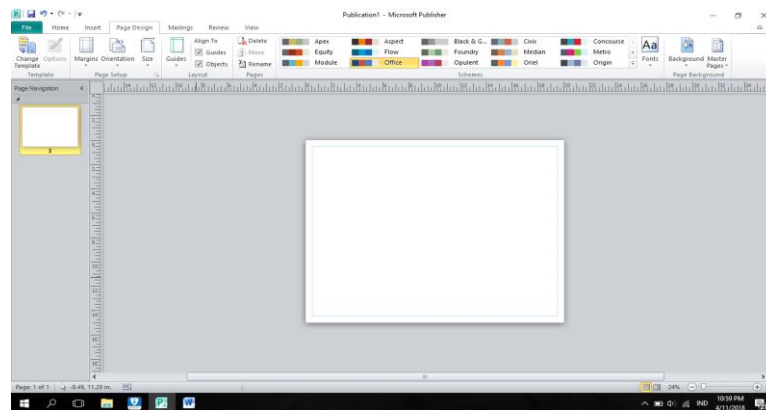 Publication1 - Microsoft Publisher
File Home Insert Page Design Mailings Review View
Change Template Options Margins Orientation Size Guides
Align To
Guides
Objects
Delete
Move
Rename
Apex Aspect Black & G... Civic Concourse
Equity Flow Foundry Median Metro
Module Office Opulent Oriel Origin
Aa
Fonts Background Master Pages
Template Page Setup Layout Pages Schemes Page Background
Page Navigation
1
Page: 1 of 1 -8.49, 11.29 in. 24%
IND 10:59 PM
4/11/2018